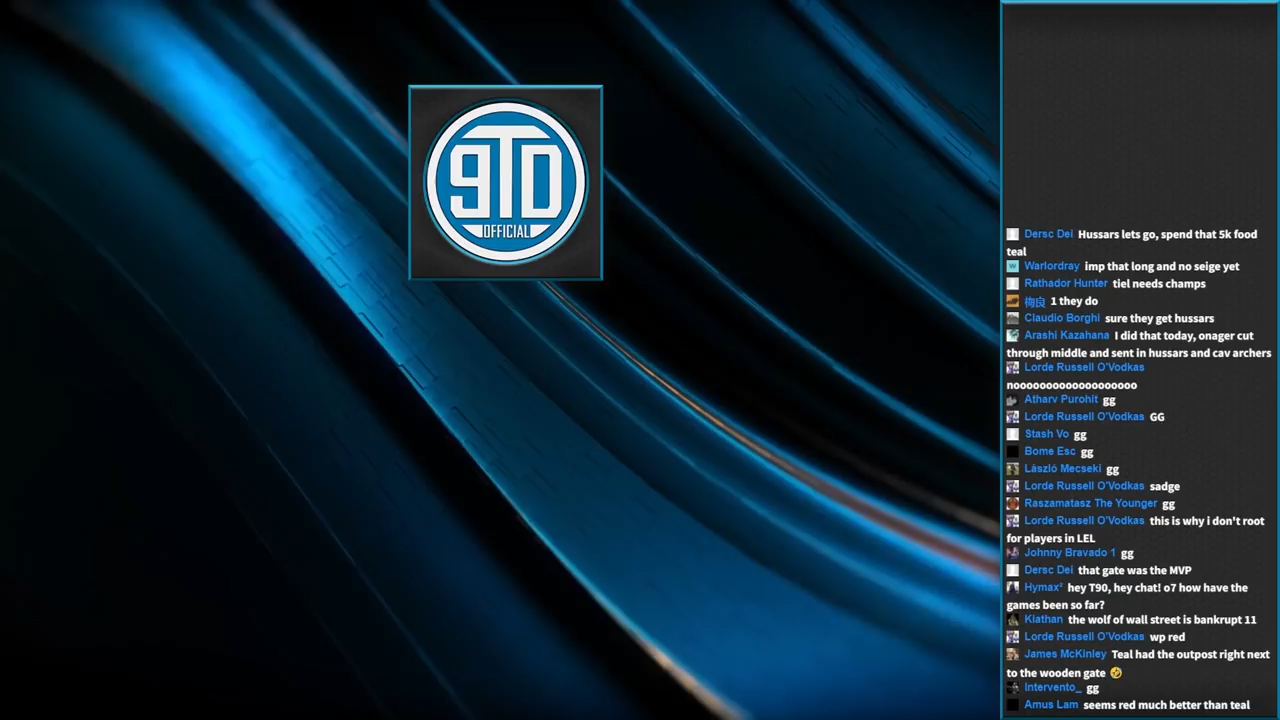 9TD
OFFICIAL
Dersc Dei Hussars lets go, spend that 5k food
teal
W Warlordray imp that long and no seige yet
Rathador Hunter tiel needs champs
梅良 1 they do
Claudio Borghi sure they get hussars
Arashi Kazahana I did that today, onager cut
through middle and sent in hussars and cav archers
Lorde Russell O'Vodkas
nooooooooooooooooooo
Atharv Purohit gg
Lorde Russell O'Vodkas GG
Stash Vo gg
Bome Esc gg
László Mecseki gg
Lorde Russell O'Vodkas sadge
Raszamatasz The Younger gg
Lorde Russell O'Vodkas this is why i don't root
for players in LEL
Johnny Bravado 1 gg
Dersc Dei that gate was the MVP
Hymax² hey T90, hey chat! o7 how have the
games been so far?
Klathan the wolf of wall street is bankrupt 11
Lorde Russell O'Vodkas wp red
James McKinley Teal had the outpost right next
to the wooden gate 🤣
Intervento_ gg
Amus Lam seems red much better than teal